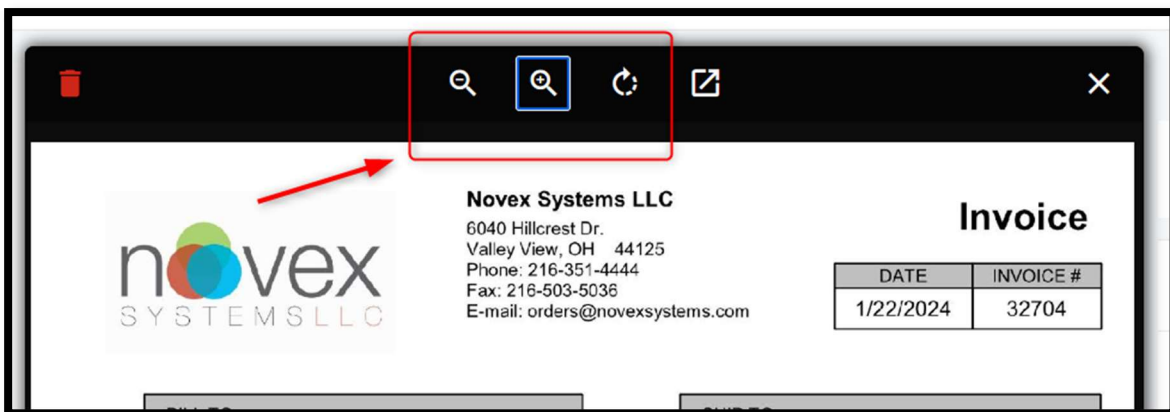 novex
SYSTEMSLLC
Novex Systems LLC
6040 Hillcrest Dr.
Valley View, OH 44125
Phone: 216-351-4444
Fax: 216-503-5036
E-mail: orders@novexsystems.com
Invoice
DATE INVOICE #
1/22/2024 32704